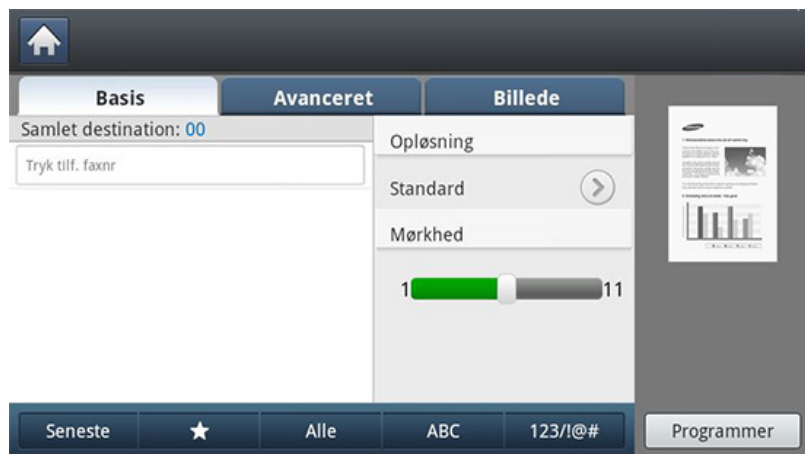 Basis
Avanceret
Billede
Samlet destination: 00
Tryk tilf. faxnr
Opløsning
Standard
Mørkhed
1
11
Seneste
Alle
ABC
123/!@#
Programmer